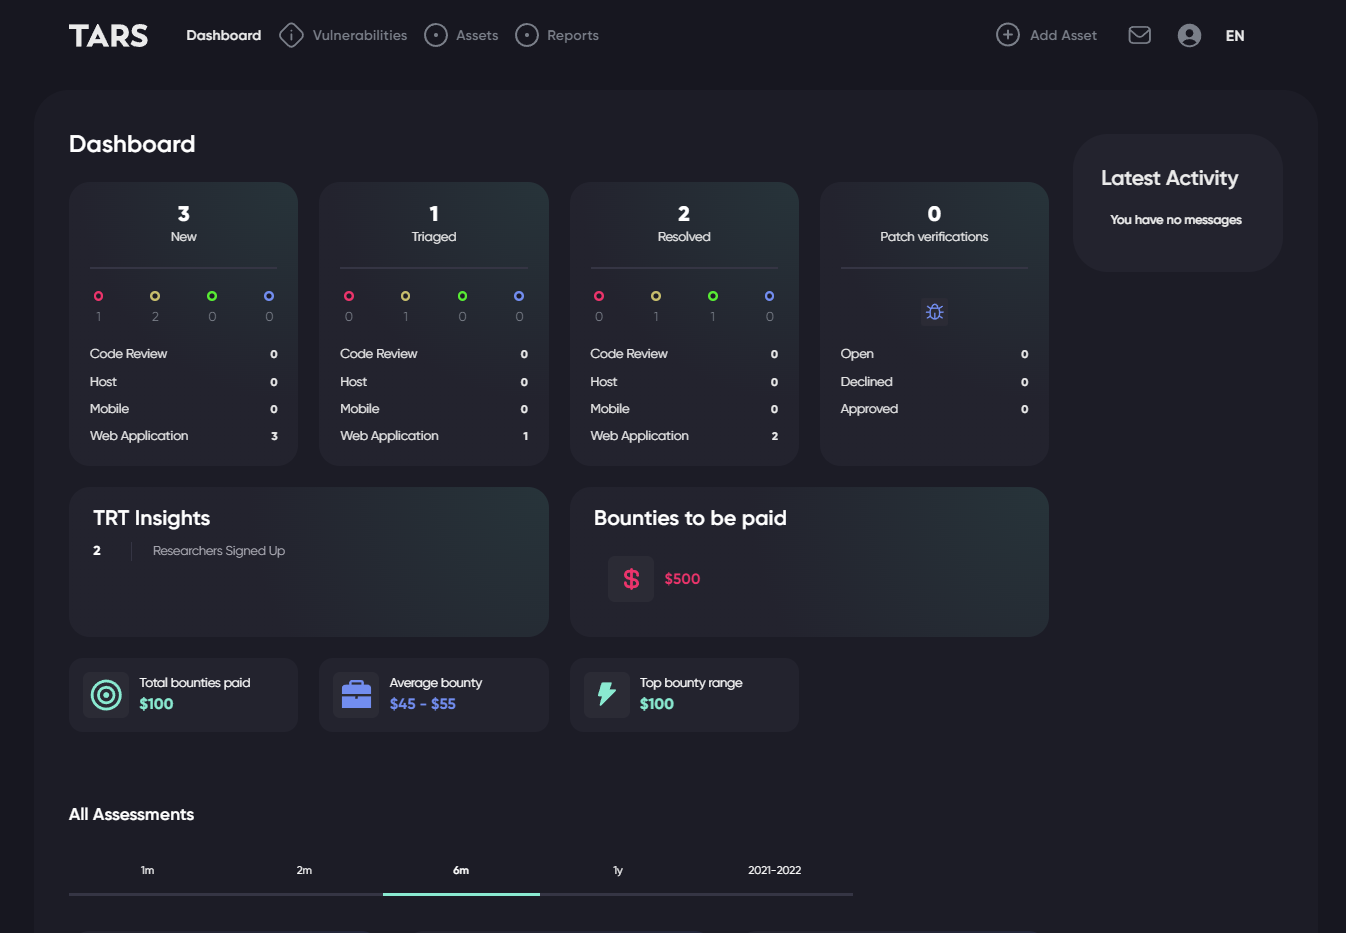 TARS
Dashboard Vulnerabilities Assets Reports Add Asset EN
Dashboard
3
New
1 2 0 0
Code Review 0
Host 0
Mobile 0
Web Application 3
1
Triaged
0 1 0 0
Code Review 0
Host 0
Mobile 0
Web Application 1
2
Resolved
0 1 1 0
Code Review 0
Host 0
Mobile 0
Web Application 2
0
Patch verifications
Open 0
Declined 0
Approved 0
Latest Activity
You have no messages
TRT Insights
2 Researchers Signed Up
Bounties to be paid
$ $500
Total bounties paid
$100
Average bounty
$45 - $55
Top bounty range
$100
All Assessments
1m 2m 6m 1y 2021-2022